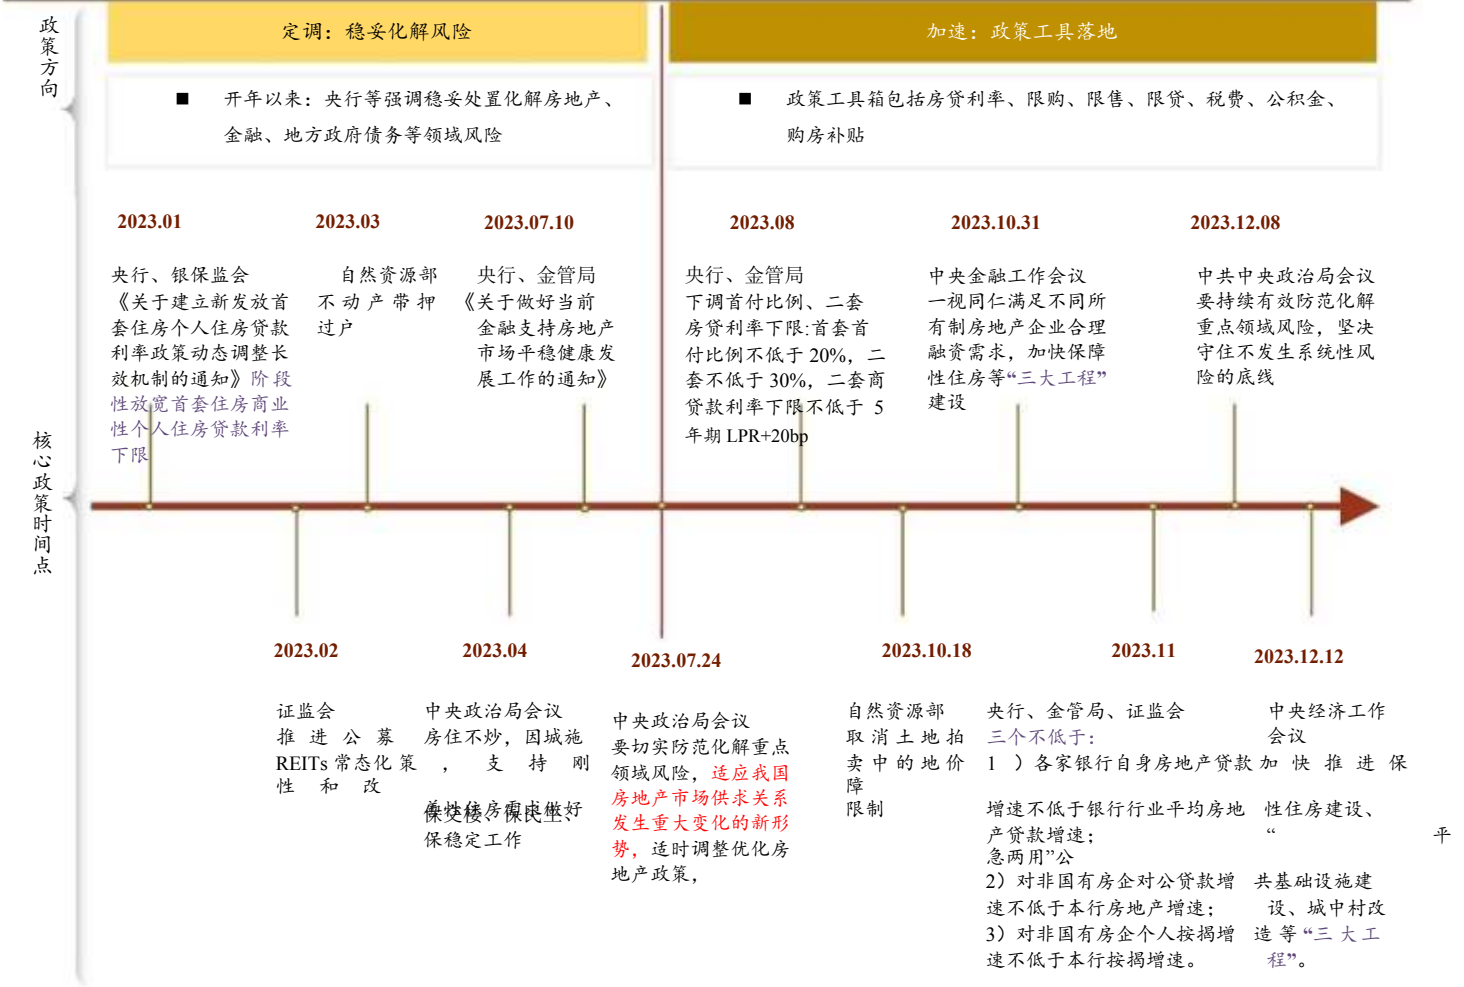 政策方向
定调：稳妥化解风险
加速：政策工具落地
■ 开年以来：央行等强调稳妥处置化解房地产、
金融、地方政府债务等领域风险
■ 政策工具箱包括房贷利率、限购、限售、限贷、税费、公积金、
购房补贴
核心政策时间点
2023.01
央行、银保监会
《关于建立新发放首
套住房个人住房贷款
利率政策动态调整长
效机制的通知》阶段
性放宽首套住房商业
性个人住房贷款利率
下限
2023.03
自然资源部
不动产带押
过户
2023.07.10
央行、金管局
《关于做好当前
金融支持房地产
市场平稳健康发
展工作的通知》
2023.08
央行、金管局
下调首付比例、二套
房贷利率下限:首套首
付比例不低于 20%，二
套不低于 30%，二套商
贷款利率下限不低于 5
年期 LPR+20bp
2023.10.31
中央金融工作会议
一视同仁满足不同所
有制房地产企业合理
融资需求，加快保障
性住房等“三大工程”
建设
2023.12.08
中共中央政治局会议
要持续有效防范化解
重点领域风险，坚决
守住不发生系统性风
险的底线
2023.02
证监会
推进公募
REITs 常态化
2023.04
中央政治局会议
房住不炒，因城施
策，支持刚
性和改
善性住房需求做好
保交楼、保民生、
保稳定工作
2023.07.24
中央政治局会议
要切实防范化解重点
领域风险，适应我国
房地产市场供求关系
发生重大变化的新形
势，适时调整优化房
地产政策，
2023.10.18
自然资源部
取消土地拍
卖中的地价
限制
2023.11
央行、金管局、证监会
三个不低于：
1 ）各家银行自身房地产贷款
增速不低于银行行业平均房地
产贷款增速；
2）对非国有房企对公贷款增
速不低于本行房地产增速；
3）对非国有房企个人按揭增
速不低于本行按揭增速。
2023.12.12
中央经济工作
会议
加快推进保
障
性住房建设、
“平
急两用”公
共基础设施建
设、城中村改
造等“三大工
程”。